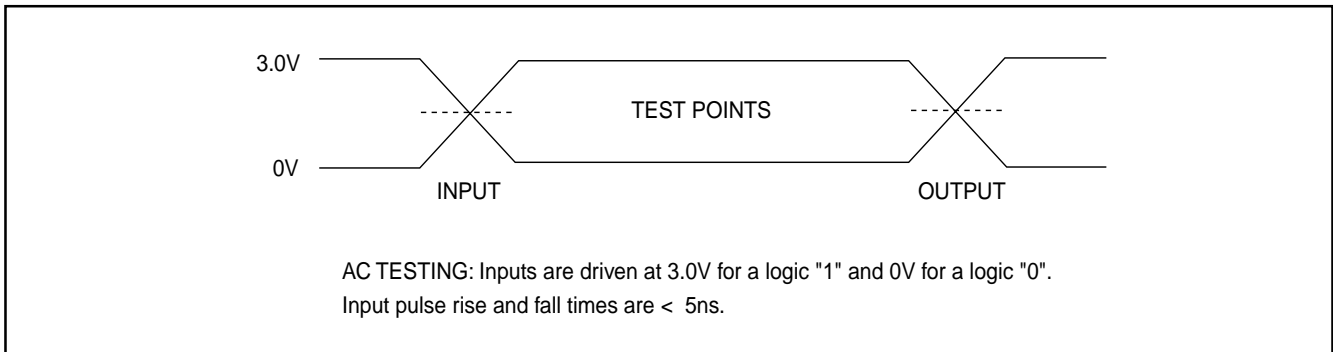 3.0V
TEST POINTS
0V
INPUT
OUTPUT
AC TESTING: Inputs are driven at 3.0V for a logic "1" and 0V for a logic "0".
Input pulse rise and fall times are < 5ns.